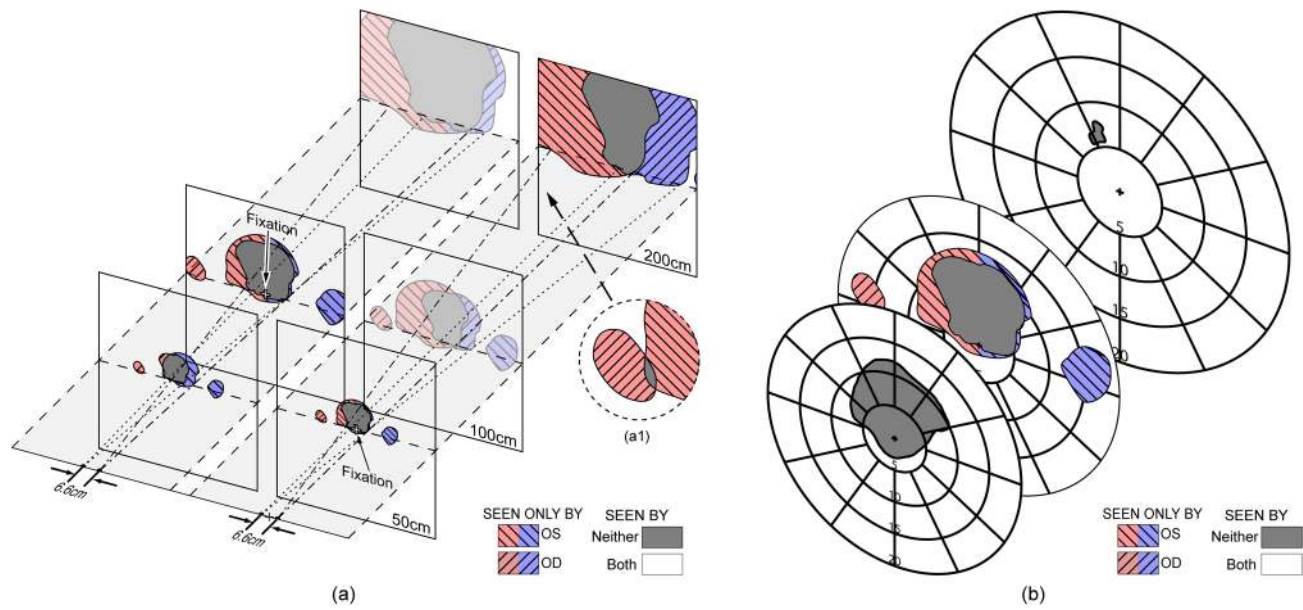 Fixation
200cm
(a1)
100cm
Fixation
50cm
6.6cm
6.6cm
SEEN ONLY BY SEEN BY
OS Neither
OD Both
(a)
5
10
15
20
5
10
15
20
SEEN ONLY BY SEEN BY
OS Neither
OD Both
(b)